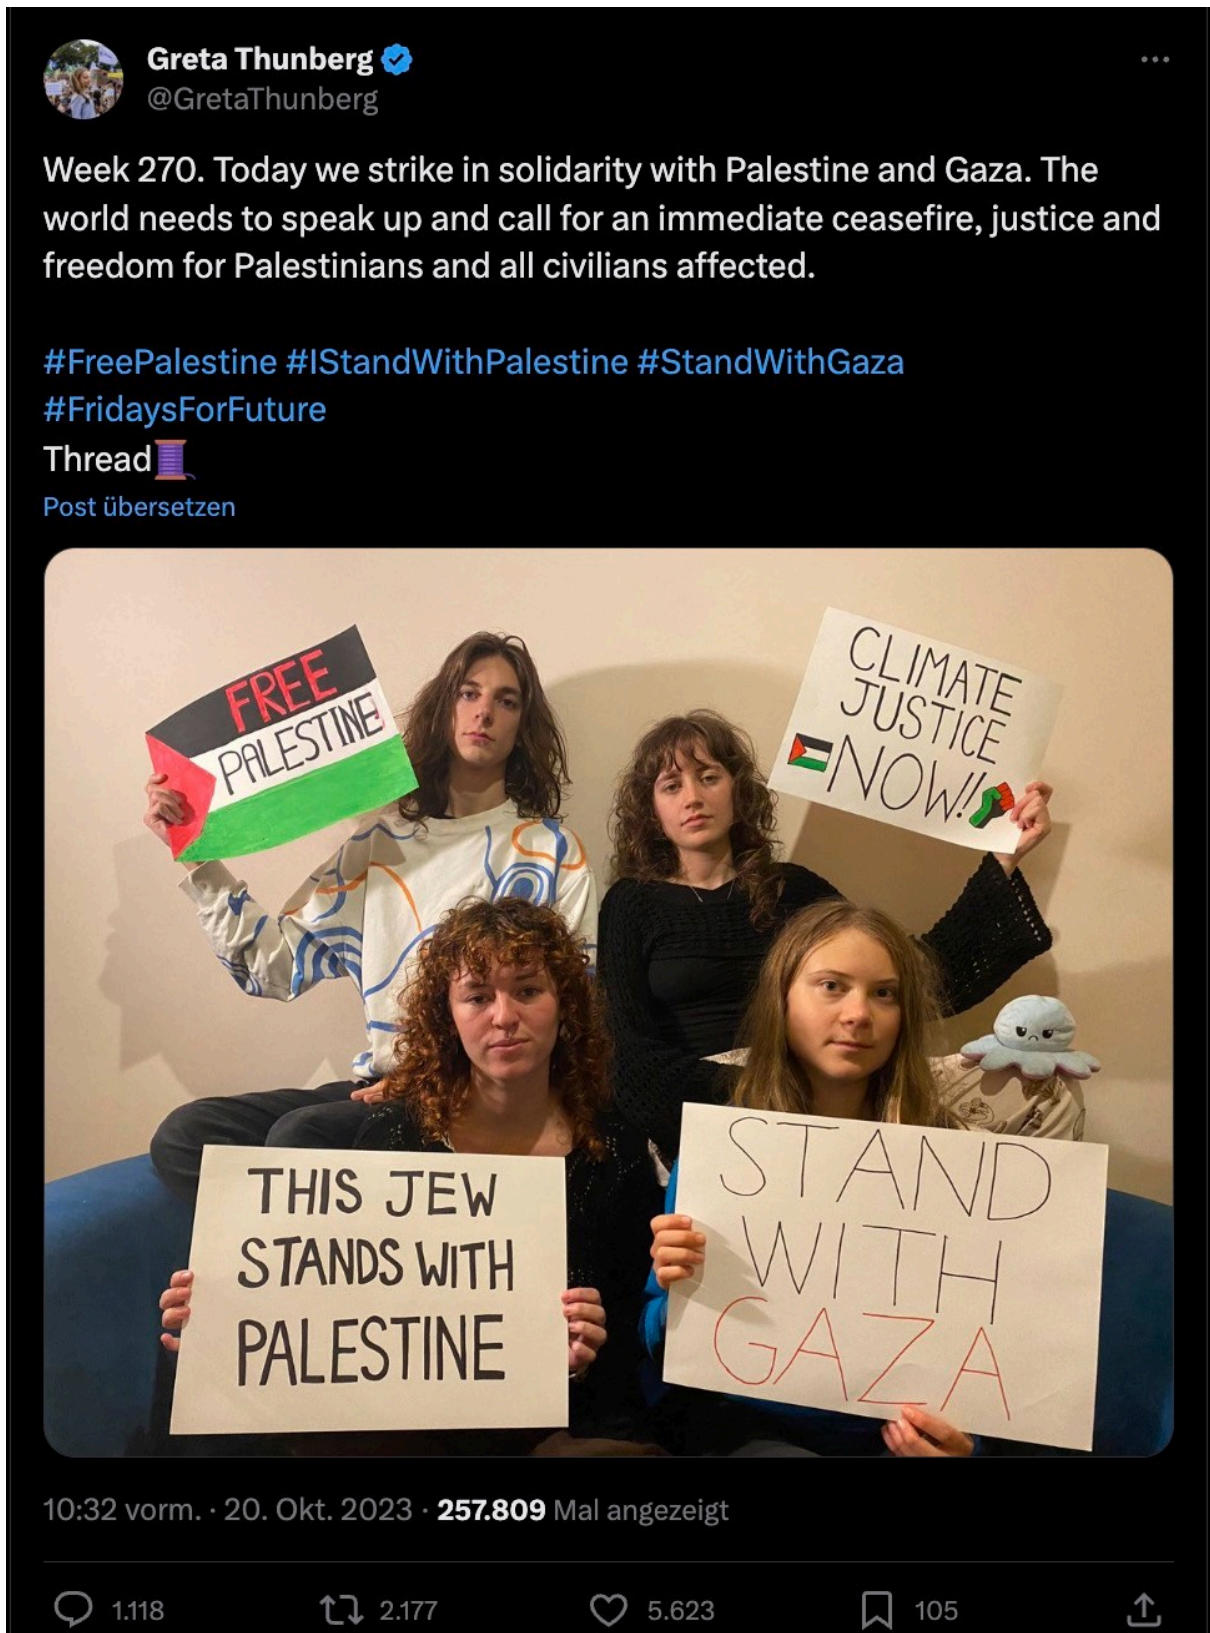 Greta Thunberg
@GretaThunberg
Week 270. Today we strike in solidarity with Palestine and Gaza. The
world needs to speak up and call for an immediate ceasefire, justice and
freedom for Palestinians and all civilians affected.
#FreePalestine #IStandWithPalestine #StandWithGaza
#FridaysForFuture
Thread🧵
Post übersetzen
FREE
PALESTINE
CLIMATE
JUSTICE
NOW!!
THIS JEW
STANDS WITH
PALESTINE
STAND
WITH
GAZA
10:32 vorm. · 20. Okt. 2023 · 257.809 Mal angezeigt
1.118 2.177 5.623 105